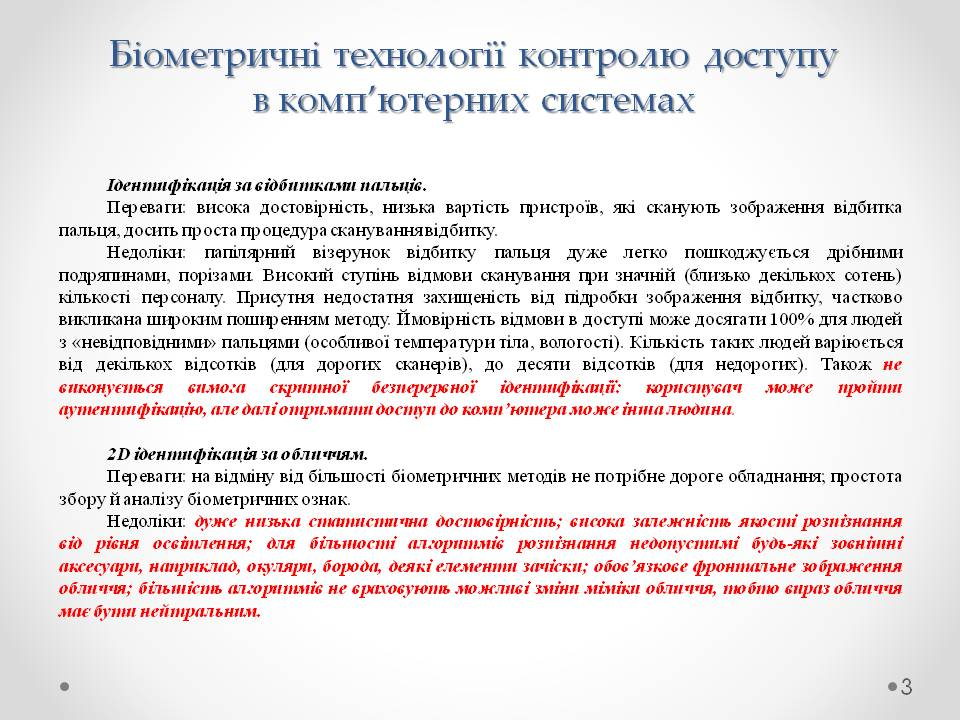 Біометричні технології контролю доступу
в комп’ютерних системах
Ідентифікація за відбитками пальців.
Переваги: висока достовірність, низька вартість пристроїв, які сканують зображення відбитка
пальця, досить проста процедура сканування відбитку.
Недоліки: папілярний візерунок відбитку пальця дуже легко пошкоджується дрібними
подряпинами, порізами. Високий ступінь відмови сканування при значній (близько декількох сотень)
кількості персоналу. Присутня недостатня захищеність від підробки зображення відбитку, частково
викликана широким поширенням методу. Ймовірність відмови в доступі може досягати 100% для людей
з «невідповідними» пальцями (особливої температури тіла, вологості). Кількість таких людей варіюється
від декількох відсотків (для дорогих сканерів), до десяти відсотків (для недорогих). Також не
виконується вимога скритної безперервної ідентифікації: користувач може пройти
аутентифікацію, але далі отримати доступ до комп’ютера може інша людина.
2D ідентифікація за обличчям.
Переваги: на відміну від більшості біометричних методів не потрібне дороге обладнання; простота
збору й аналізу біометричних ознак.
Недоліки: дуже низька статистична достовірність; висока залежність якості розпізнання
від рівня освітлення; для більшості алгоритмів розпізнання недопустимі будь-які зовнішні
аксесуари, наприклад, окуляри, борода, деякі елементи зачіски; обов’язкове фронтальне зображення
обличчя; більшість алгоритмів не враховують можливі зміни міміки обличчя, тобто вираз обличчя
має бути нейтральним.
3